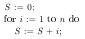 S := 0;
for i := 1 to n do
S := S + i;